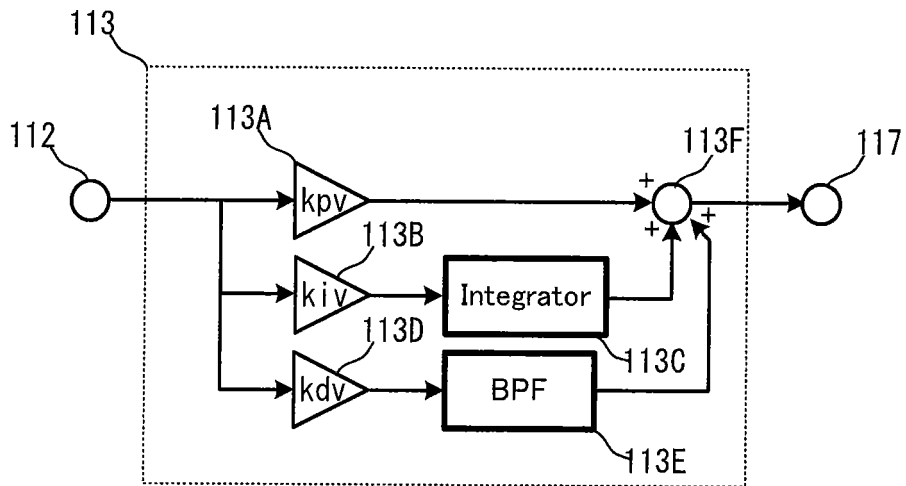 113
112
113A
kpv
113F
117
+
+
+
113B
kiv
Integrator
113C
113D
kdv
BPF
113E